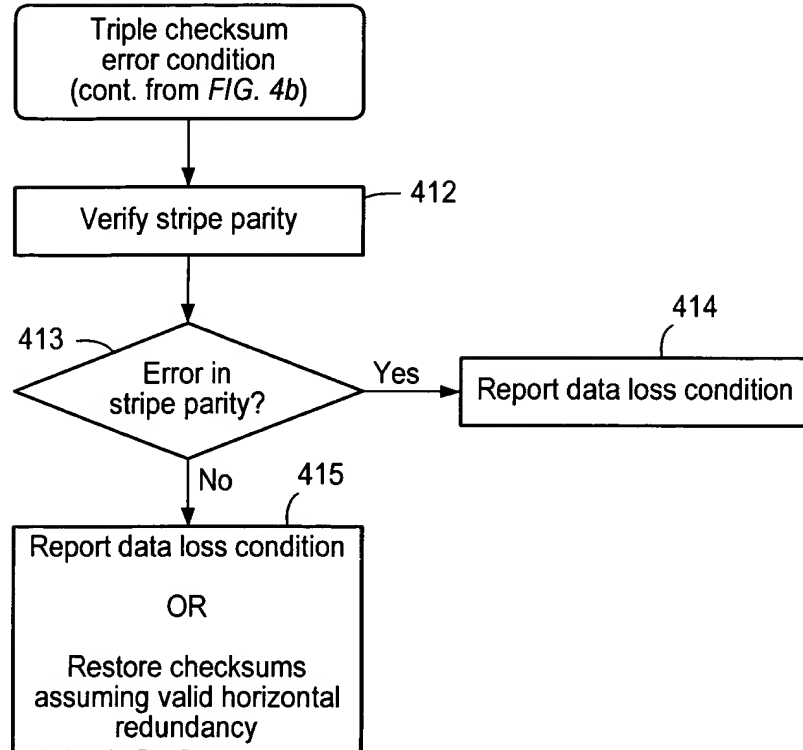 Triple checksum
error condition
(cont. from FIG. 4b)
412
Verify stripe parity
413
Error in
stripe parity?
Yes
414
Report data loss condition
No
415
Report data loss condition
OR
Restore checksums
assuming valid horizontal
redundancy